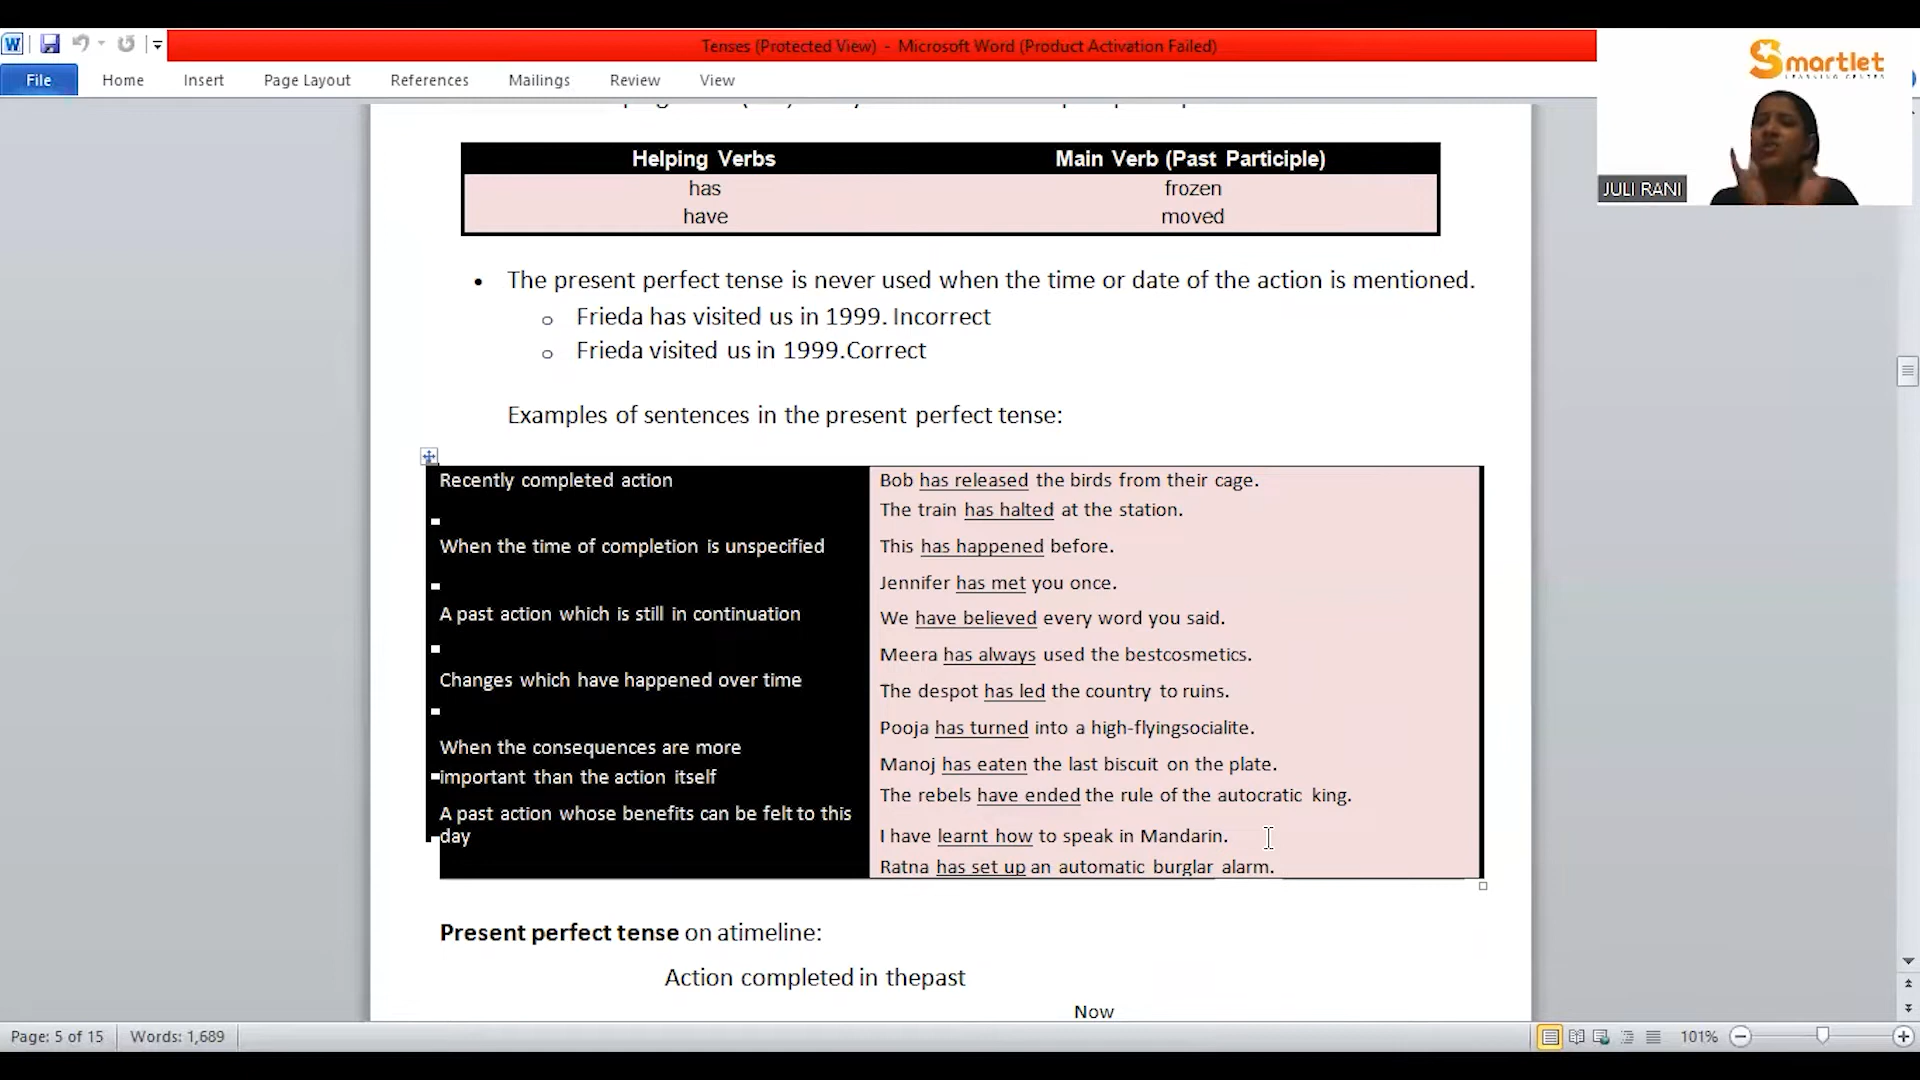 Tenses (Protected View) - Microsoft Word (Product Activation Failed)
Smartlet
LEARNING CENTRE
File Home Insert Page Layout References Mailings Review View
JULI RANI
Helping Verbs Main Verb (Past Participle)
has frozen
have moved
• The present perfect tense is never used when the time or date of the action is mentioned.
o Frieda has visited us in 1999. Incorrect
o Frieda visited us in 1999.Correct
Examples of sentences in the present perfect tense:
Recently completed action Bob has released the birds from their cage.
The train has halted at the station.
When the time of completion is unspecified This has happened before.
Jennifer has met you once.
A past action which is still in continuation We have believed every word you said.
Meera has always used the bestcosmetics.
Changes which have happened over time The despot has led the country to ruins.
Pooja has turned into a high-flyingsocialite.
When the consequences are more
important than the action itself Manoj has eaten the last biscuit on the plate.
The rebels have ended the rule of the autocratic king.
A past action whose benefits can be felt to this
day I have learnt how to speak in Mandarin.
Ratna has set up an automatic burglar alarm.
Present perfect tense on atimeline:
Action completed in thepast
Now
Page: 5 of 15 Words: 1,689 101%